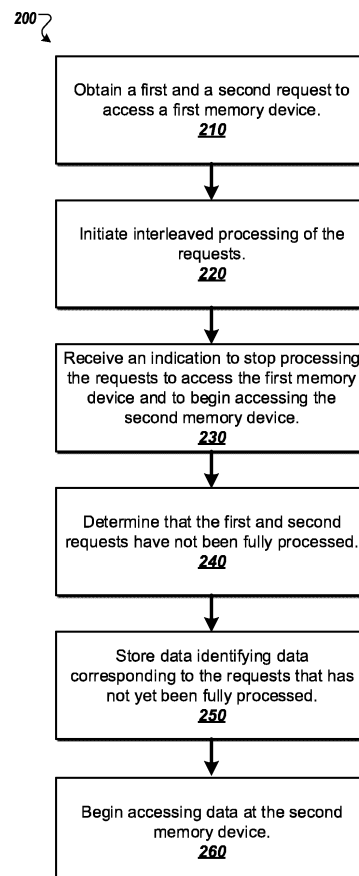 200
Obtain a first and a second request to
access a first memory device.
210
Initiate interleaved processing of the
requests.
220
Receive an indication to stop processing
the requests to access the first memory
device and to begin accessing the
second memory device.
230
Determine that the first and second
requests have not been fully processed.
240
Store data identifying data
corresponding to the requests that has
not yet been fully processed.
250
Begin accessing data at the second
memory device.
260